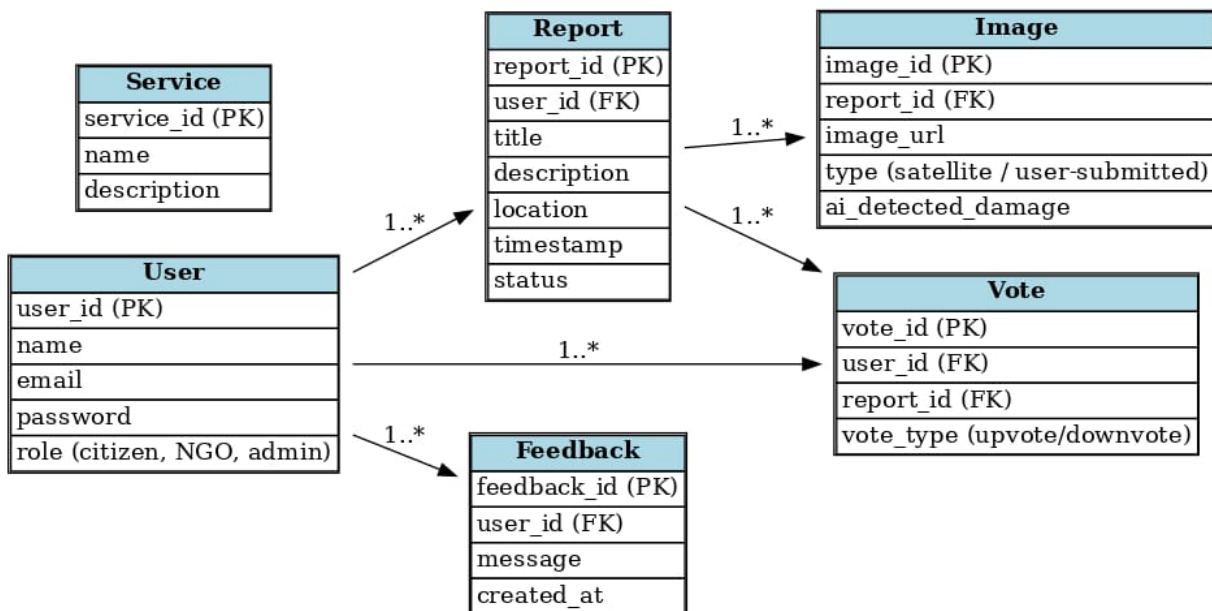 Service
service_id (PK)
name
description
User
user_id (PK)
name
email
password
role (citizen, NGO, admin)
1..*
1..*
1..*
Report
report_id (PK)
user_id (FK)
title
description
location
timestamp
status
Feedback
feedback_id (PK)
user_id (FK)
message
created_at
1..*
1..*
Image
image_id (PK)
report_id (FK)
image_url
type (satellite / user-submitted)
ai_detected_damage
Vote
vote_id (PK)
user_id (FK)
report_id (FK)
vote_type (upvote/downvote)